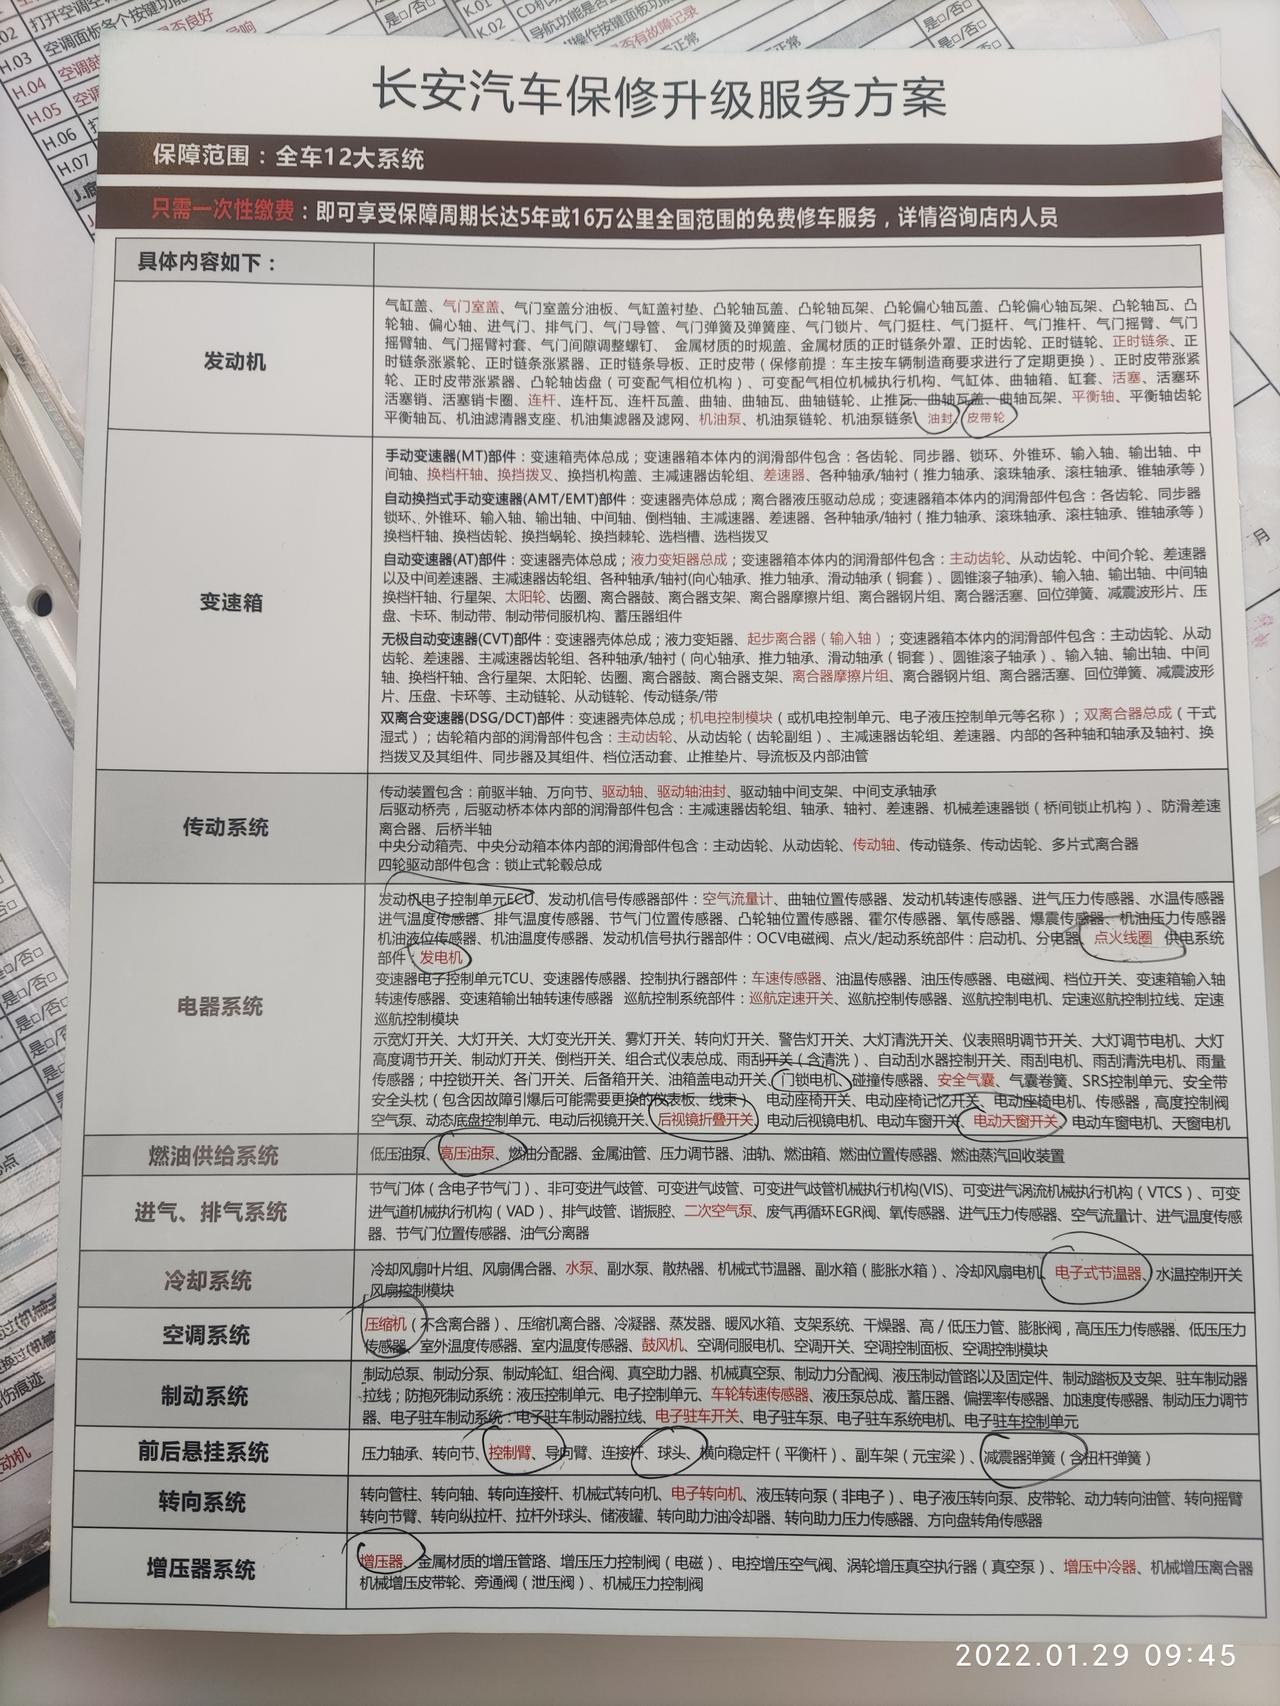 H.03
H.04
H.05
H.06
H.07
K.01
K.02
长安汽车保修升级服务方案
保障范围：全车12大系统
只需一次性缴费：即可享受保障周期长达5年或16万公里全国范围的免费修车服务，详情咨询店内人员
具体内容如下：
发动机
气缸盖、气门室盖、气门室盖分油板、气缸盖衬垫、凸轮轴瓦盖、凸轮轴瓦架、凸轮偏心轴瓦盖、凸轮偏心轴瓦架、凸轮轴瓦、凸
轮轴、偏心轴、进气门、排气门、气门导管、气门弹簧及弹簧座、气门锁片、气门挺柱、气门挺杆、气门推杆、气门摇臂、气门
摇臂轴、气门摇臂衬套、气门间隙调整螺钉、 金属材质的时规盖、金属材质的正时链条外罩、正时齿轮、正时链轮、正时链条、正
时链条涨紧轮、正时链条涨紧器、正时链条导板、正时皮带（保修前提：车主按车辆制造商要求进行了定期更换）、正时皮带涨紧
轮、正时皮带涨紧器、凸轮轴齿盘（可变配气相位机构）、可变配气相位机械执行机构、气缸体、曲轴箱、缸套、活塞、活塞环
活塞销、活塞销卡圈、连杆、连杆瓦、连杆瓦盖、曲轴、曲轴瓦、曲轴链轮、止推瓦、曲轴瓦盖、曲轴瓦架、平衡轴、平衡轴齿轮
平衡轴瓦、机油滤清器支座、机油集滤器及滤网、机油泵、机油泵链轮、机油泵链条、油封、皮带轮
变速箱
手动变速器(MT)部件：变速箱壳体总成；变速器箱本体内的润滑部件包含：各齿轮、同步器、锁环、外锥环、输入轴、输出轴、中
间轴、换档杆轴、换挡拨叉、换挡机构盖、主减速器齿轮组、差速器、各种轴承/轴衬（推力轴承、滚珠轴承、滚柱轴承、锥轴承等）
自动换挡式手动变速器(AMT/EMT)部件：变速器壳体总成；离合器液压驱动总成；变速器箱本体内的润滑部件包含：各齿轮、同步器
锁环、外锥环、输入轴、输出轴、中间轴、倒档轴、主减速器、差速器、各种轴承/轴衬（推力轴承、滚珠轴承、滚柱轴承、锥轴承等）
换档杆轴、换档齿轮、换挡蜗轮、换挡棘轮、选档槽、选档拨叉
自动变速器(AT)部件：变速器壳体总成；液力变矩器总成；变速器箱本体内的润滑部件包含：主动齿轮、从动齿轮、中间介轮、差速器
以及中间差速器、主减速器齿轮组、各种轴承/轴衬(向心轴承、推力轴承、滑动轴承（铜套）、圆锥滚子轴承)、输入轴、输出轴、中间轴
换档杆轴、行星架、太阳轮、齿圈、离合器鼓、离合器支架、离合器摩擦片组、离合器钢片组、离合器活塞、回位弹簧、减震波形片、压
盘、卡环、制动带、制动带伺服机构、蓄压器组件
无极自动变速器(CVT)部件：变速器壳体总成；液力变矩器、起步离合器（输入轴）；变速器箱本体内的润滑部件包含：主动齿轮、从动
齿轮、差速器、主减速器齿轮组、各种轴承/轴衬（向心轴承、推力轴承、滑动轴承（铜套）、圆锥滚子轴承）、输入轴、输出轴、中间
轴、换档杆轴、含行星架、太阳轮、齿圈、离合器鼓、离合器支架、离合器摩擦片组、离合器钢片组、离合器活塞、回位弹簧、减震波形
片、压盘、卡环等、主动链轮、从动链轮、传动链条/带
双离合变速器(DSG/DCT)部件：变速器壳体总成；机电控制模块（或机电控制单元、电子液压控制单元等名称）；双离合器总成（干式
湿式）；齿轮箱内部的润滑部件包含：主动齿轮、从动齿轮（齿轮副组）、主减速器齿轮组、差速器、内部的各种轴和轴承及轴衬、换
挡拨叉及其组件、同步器及其组件、档位活动套、止推垫片、导流板及内部油管
传动系统
传动装置包含：前驱半轴、万向节、驱动轴、驱动轴油封、驱动轴中间支架、中间支承轴承
后驱动桥壳，后驱动桥本体内部的润滑部件包含：主减速器齿轮组、轴承、轴衬、差速器、机械差速器锁（桥间锁止机构）、防滑差速
离合器、后桥半轴
中央分动箱壳、中央分动箱本体内部的润滑部件包含：主动齿轮、从动齿轮、传动轴、传动链条、传动齿轮、多片式离合器
四轮驱动部件包含：锁止式轮毂总成
电器系统
发动机电子控制单元ECU、发动机信号传感器部件：空气流量计、曲轴位置传感器、发动机转速传感器、进气压力传感器、水温传感器
进气温度传感器、排气温度传感器、节气门位置传感器、凸轮轴位置传感器、霍尔传感器、氧传感器、爆震传感器、机油压力传感器
机油液位传感器、机油温度传感器、发动机信号执行器部件：OCV电磁阀、点火/起动系统部件：启动机、分电器、点火线圈 供电系统
部件：发电机
变速器电子控制单元TCU、变速器传感器、控制执行器部件：车速传感器、油温传感器、油压传感器、电磁阀、档位开关、变速箱输入轴
转速传感器、变速箱输出轴转速传感器 巡航控制系统部件：巡航定速开关、巡航控制传感器、巡航控制电机、定速巡航控制拉线、定速
巡航控制模块
示宽灯开关、大灯开关、大灯变光开关、雾灯开关、转向灯开关、警告灯开关、大灯清洗开关、仪表照明调节开关、大灯调节电机、大灯
高度调节开关、制动灯开关、倒档开关、组合式仪表总成、雨刮开关（含清洗）、自动刮水器控制开关、雨刮电机、雨刮清洗电机、雨量
传感器；中控锁开关、各门开关、后备箱开关、油箱盖电动开关、门锁电机、碰撞传感器、安全气囊、气囊卷簧、SRS控制单元、安全带
安全头枕（包含因故障引爆后可能需要更换的仪表板、线束）、电动座椅开关、电动座椅记忆开关、电动座椅电机、传感器，高度控制阀
空气泵、动态底盘控制单元、电动后视镜开关、后视镜折叠开关、电动后视镜电机、电动车窗开关、电动天窗开关、电动车窗电机、天窗电机
燃油供给系统
低压油泵、高压油泵、燃油分配器、金属油管、压力调节器、油轨、燃油箱、燃油位置传感器、燃油蒸汽回收装置
进气、排气系统
节气门体（含电子节气门）、非可变进气歧管、可变进气歧管、可变进气歧管机械执行机构(VIS)、可变进气涡流机械执行机构（VTCS）、可变
进气道机械执行机构（VAD）、排气歧管、谐振腔、二次空气泵、废气再循环EGR阀、氧传感器、进气压力传感器、空气流量计、进气温度传感
器、节气门位置传感器、油气分离器
冷却系统
冷却风扇叶片组、风扇偶合器、水泵、副水泵、散热器、机械式节温器、副水箱（膨胀水箱）、冷却风扇电机、电子式节温器、水温控制开关
风扇控制模块
空调系统
压缩机（不含离合器）、压缩机离合器、冷凝器、蒸发器、暖风水箱、支架系统、干燥器、高／低压力管、膨胀阀，高压压力传感器、低压压力
传感器、室外温度传感器、室内温度传感器、鼓风机、空调伺服电机、空调开关、空调控制面板、空调控制模块
制动系统
制动总泵、制动分泵、制动轮缸、组合阀、真空助力器、机械真空泵、制动力分配阀、液压制动管路以及固定件、制动踏板及支架、驻车制动器
拉线；防抱死制动系统：液压控制单元、电子控制单元、车轮转速传感器、液压泵总成、蓄压器、偏摆率传感器、加速度传感器、制动压力调节
器、电子驻车制动系统：电子驻车制动器拉线、电子驻车开关、电子驻车泵、电子驻车系统电机、电子驻车控制单元
前后悬挂系统
压力轴承、转向节、控制臂、导向臂、连接杆、球头、横向稳定杆（平衡杆）、副车架（元宝梁）、减震器弹簧（含扭杆弹簧）
转向系统
转向管柱、转向轴、转向连接杆、机械式转向机、电子转向机、液压转向泵（非电子）、电子液压转向泵、皮带轮、动力转向油管、转向摇臂
转向节臂、转向纵拉杆、拉杆外球头、储液罐、转向助力油冷却器、转向助力压力传感器、方向盘转角传感器
增压器系统
增压器、金属材质的增压管路、增压压力控制阀（电磁）、电控增压空气阀、涡轮增压真空执行器（真空泵）、增压中冷器、机械增压离合器
机械增压皮带轮、旁通阀（泄压阀）、机械压力控制阀
2022.01.29 09:45